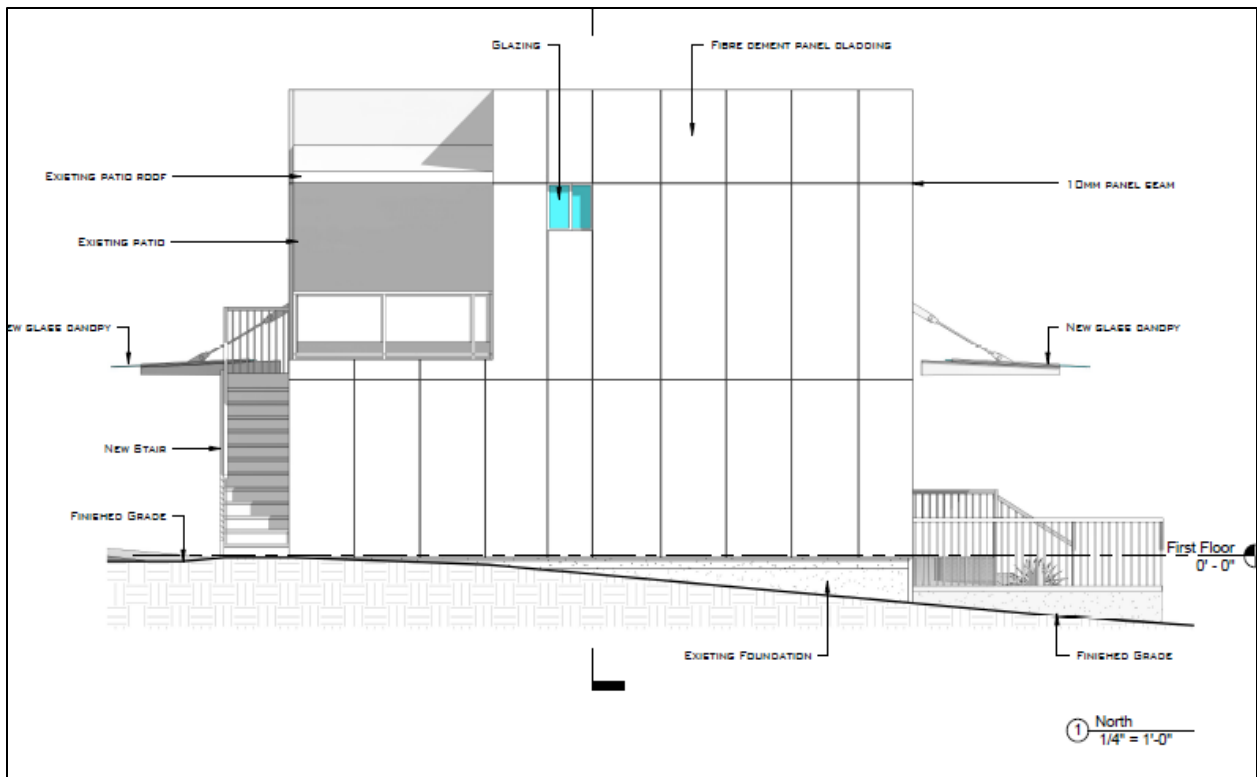 Glazing
Fibre cement panel cladding
Existing patio roof
10mm panel seam
Existing patio
ew glass canopy
New glass canopy
New Stair
Finished Grade
First Floor
0' - 0"
Existing Foundation
Finished Grade
1 North
1/4" = 1'-0"